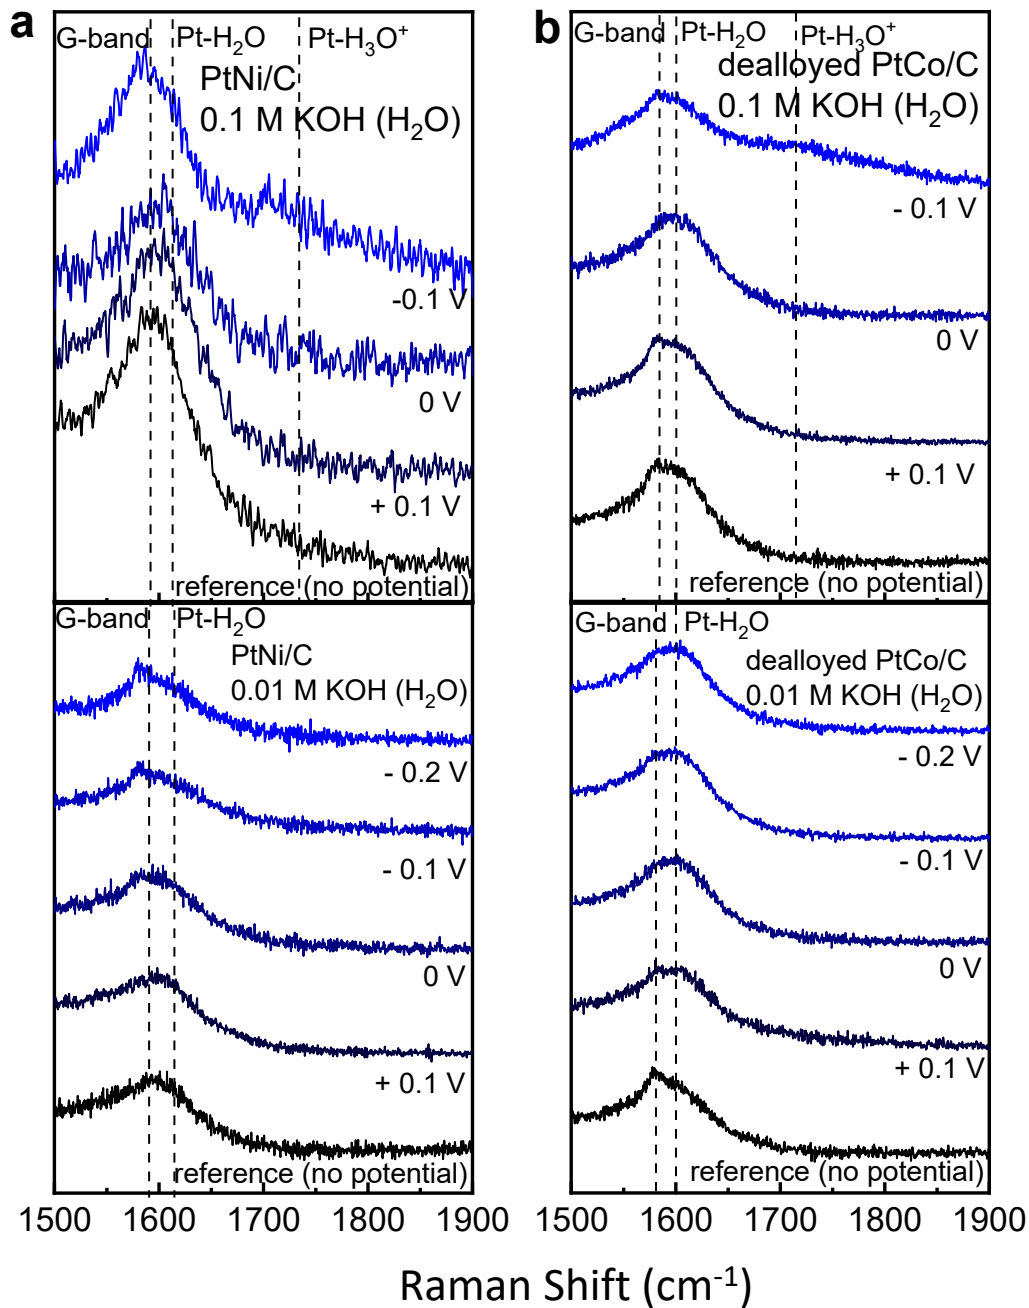 a
G-band Pt-H₂O Pt-H₃O⁺
PtNi/C
0.1 M KOH (H₂O)
-0.1 V
0 V
+ 0.1 V
reference (no potential)
G-band Pt-H₂O
PtNi/C
0.01 M KOH (H₂O)
- 0.2 V
- 0.1 V
0 V
+ 0.1 V
reference (no potential)
1500 1600 1700 1800 1900
b
G-band Pt-H₂O Pt-H₃O⁺
dealloyed PtCo/C
0.1 M KOH (H₂O)
- 0.1 V
0 V
+ 0.1 V
reference (no potential)
G-band Pt-H₂O
dealloyed PtCo/C
0.01 M KOH (H₂O)
- 0.2 V
- 0.1 V
0 V
+ 0.1 V
reference (no potential)
1500 1600 1700 1800 1900
Raman Shift (cm⁻¹)